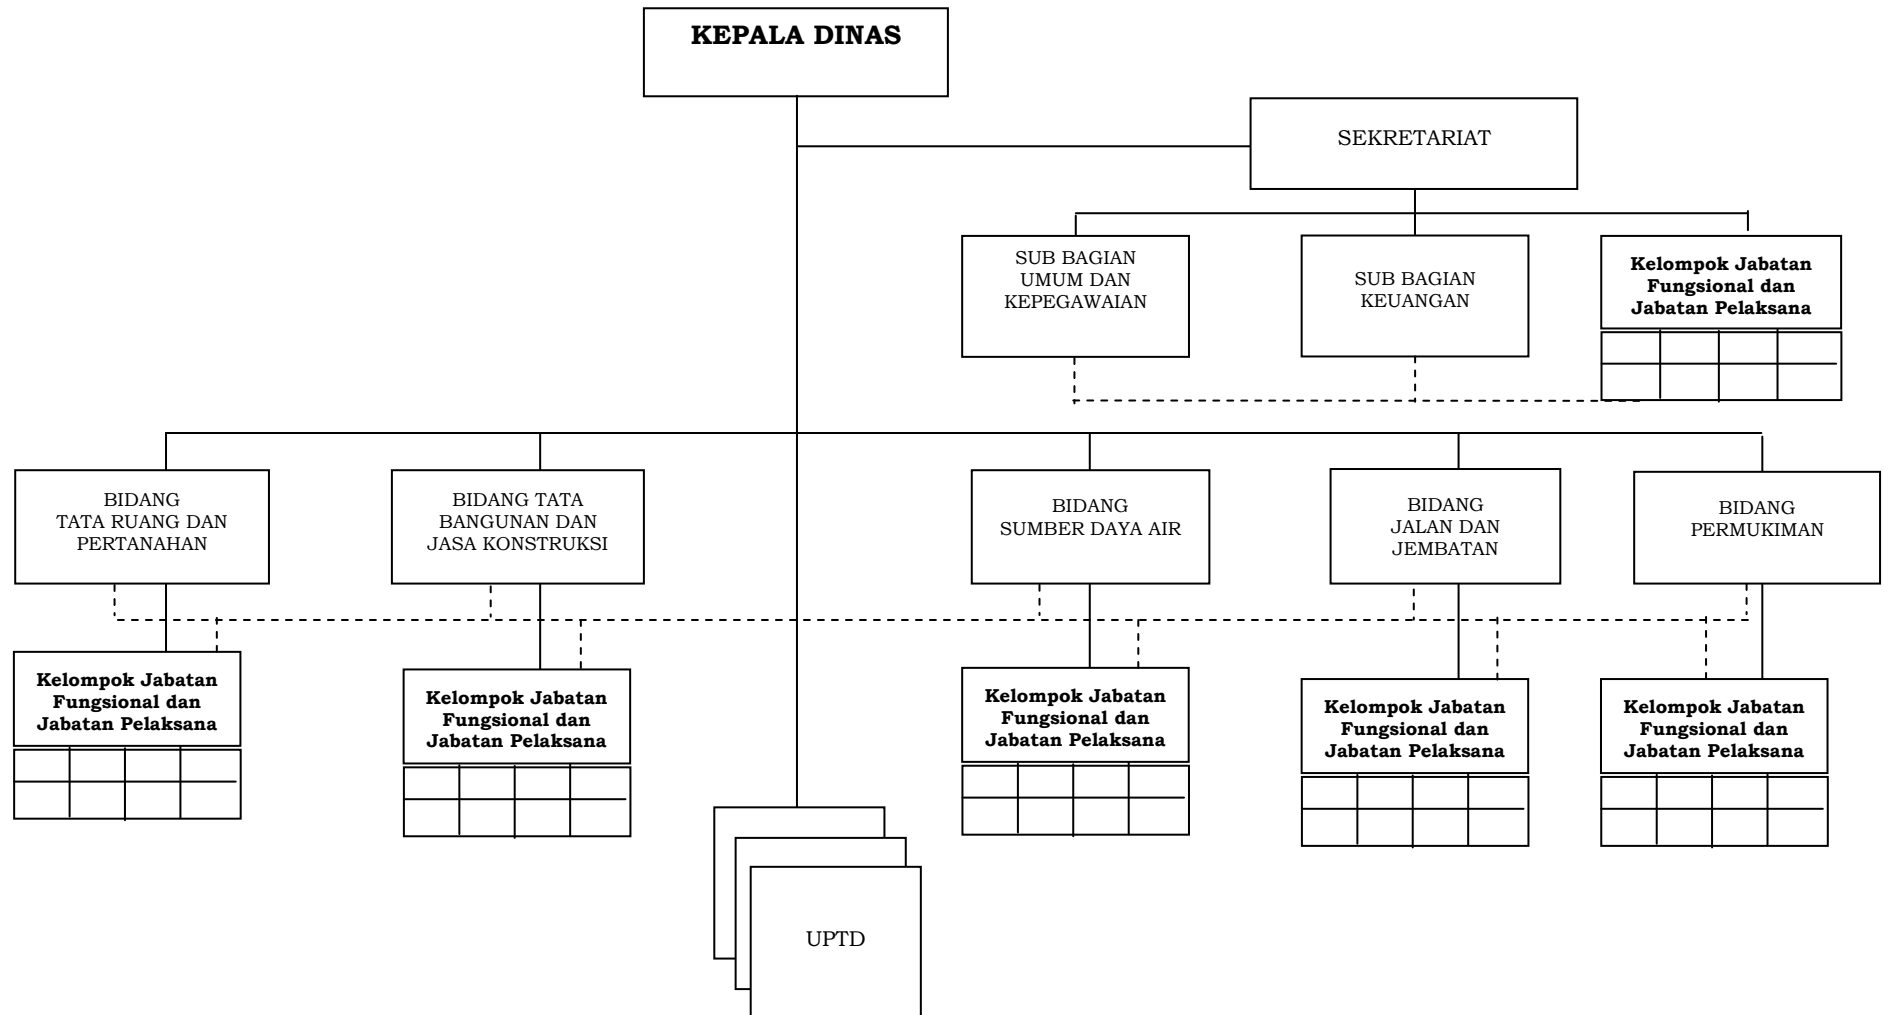 KEPALA DINAS
SEKRETARIAT
SUB BAGIAN
UMUM DAN
KEPEGAWAIAN
SUB BAGIAN
KEUANGAN
Kelompok Jabatan
Fungsional dan
Jabatan Pelaksana
BIDANG
TATA RUANG DAN
PERTANAHAN
BIDANG TATA
BANGUNAN DAN
JASA KONSTRUKSI
BIDANG
SUMBER DAYA AIR
BIDANG
JALAN DAN
JEMBATAN
BIDANG
PERMUKIMAN
Kelompok Jabatan
Fungsional dan
Jabatan Pelaksana
Kelompok Jabatan
Fungsional dan
Jabatan Pelaksana
Kelompok Jabatan
Fungsional dan
Jabatan Pelaksana
Kelompok Jabatan
Fungsional dan
Jabatan Pelaksana
Kelompok Jabatan
Fungsional dan
Jabatan Pelaksana
UPTD